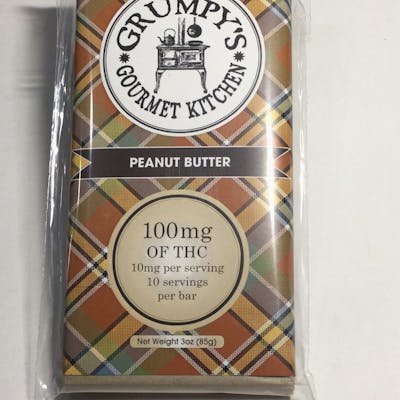 GRUMPY'S
GOURMET KITCHEN
PEANUT BUTTER
100mg
OF THC
10mg per serving
10 servings
per bar
Net Weight 3oz (85g)